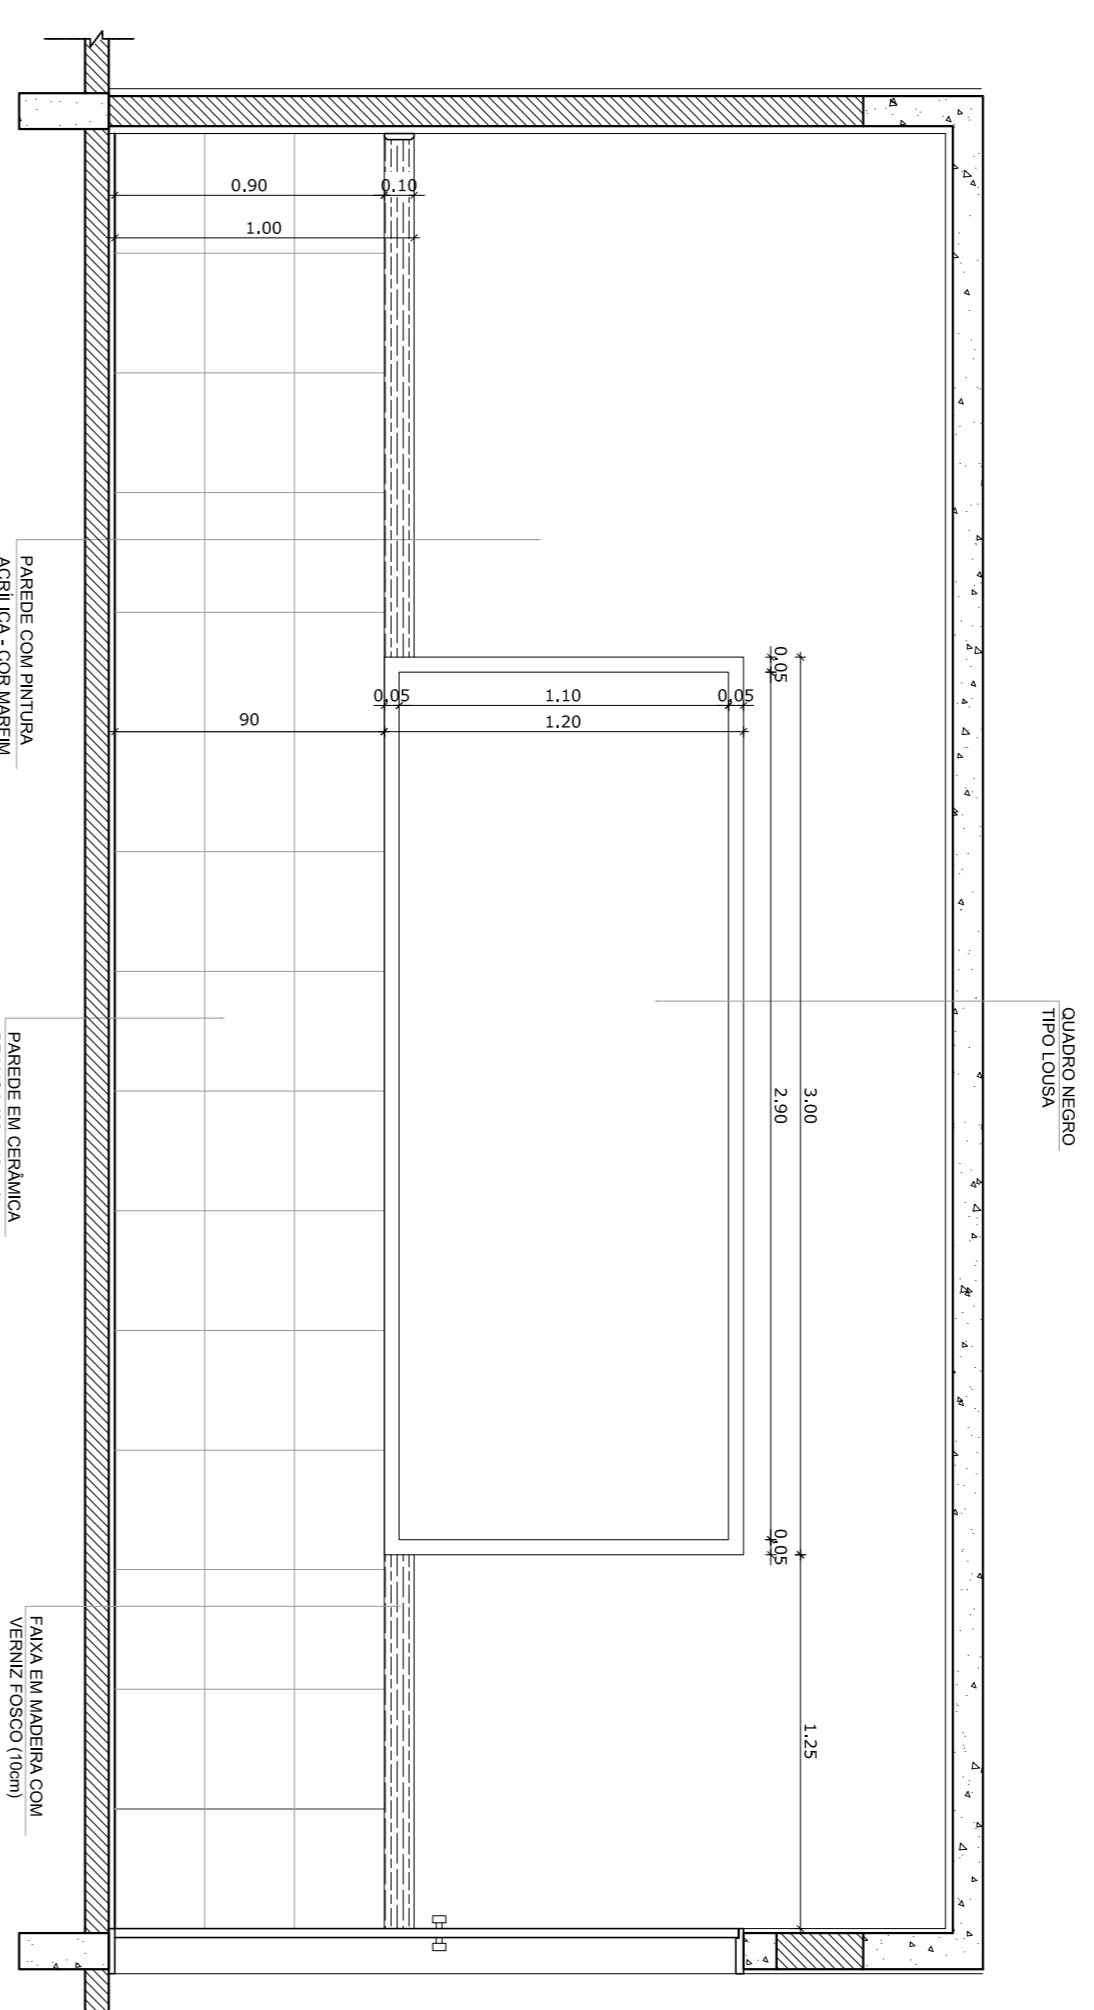 QUADRO NEGRO
TIPO LOUSA
0.05
2.90
0.05
3.00
1.25
0.90
0.10
1.00
0.05
1.10
0.05
90
1.20
PAREDE COM PINTURA
ACRÍLICA - COR MARFIM
PAREDE EM CERÂMICA
FAIXA EM MADEIRA COM
VERNIZ FOSCO (10cm)